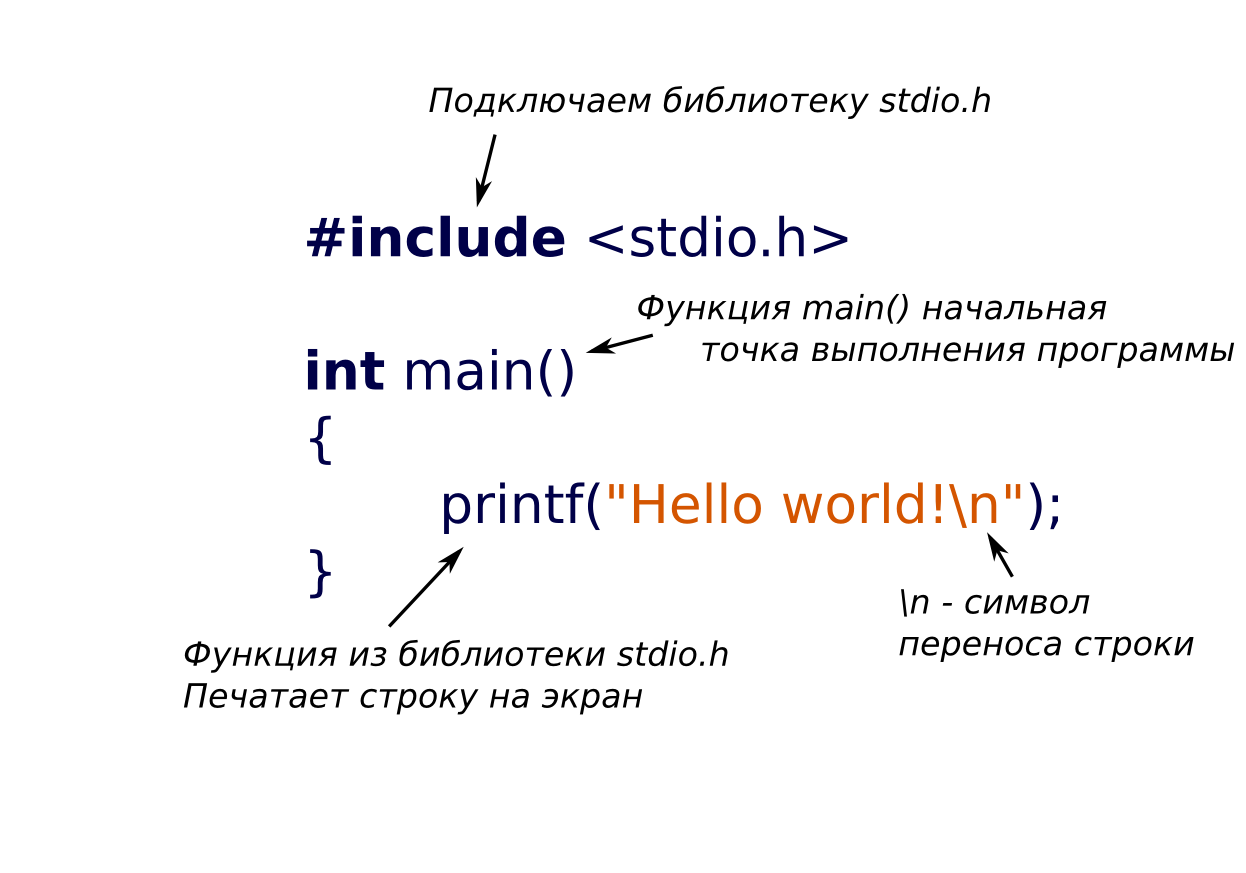 Подключаем библиотеку stdio.h
#include <stdio.h>
Функция main() начальная
точка выполнения программы
int main()
{
printf("Hello world!\n");
}
\n - символ
переноса строки
Функция из библиотеки stdio.h
Печатает строку на экран